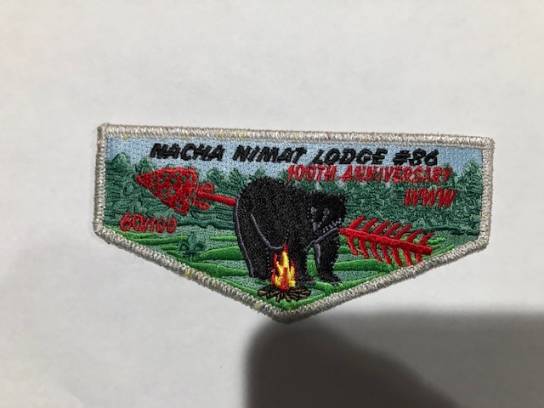 NACHA NIMAT LODGE #86
100TH ANNIVERSARY
WWW
60/100